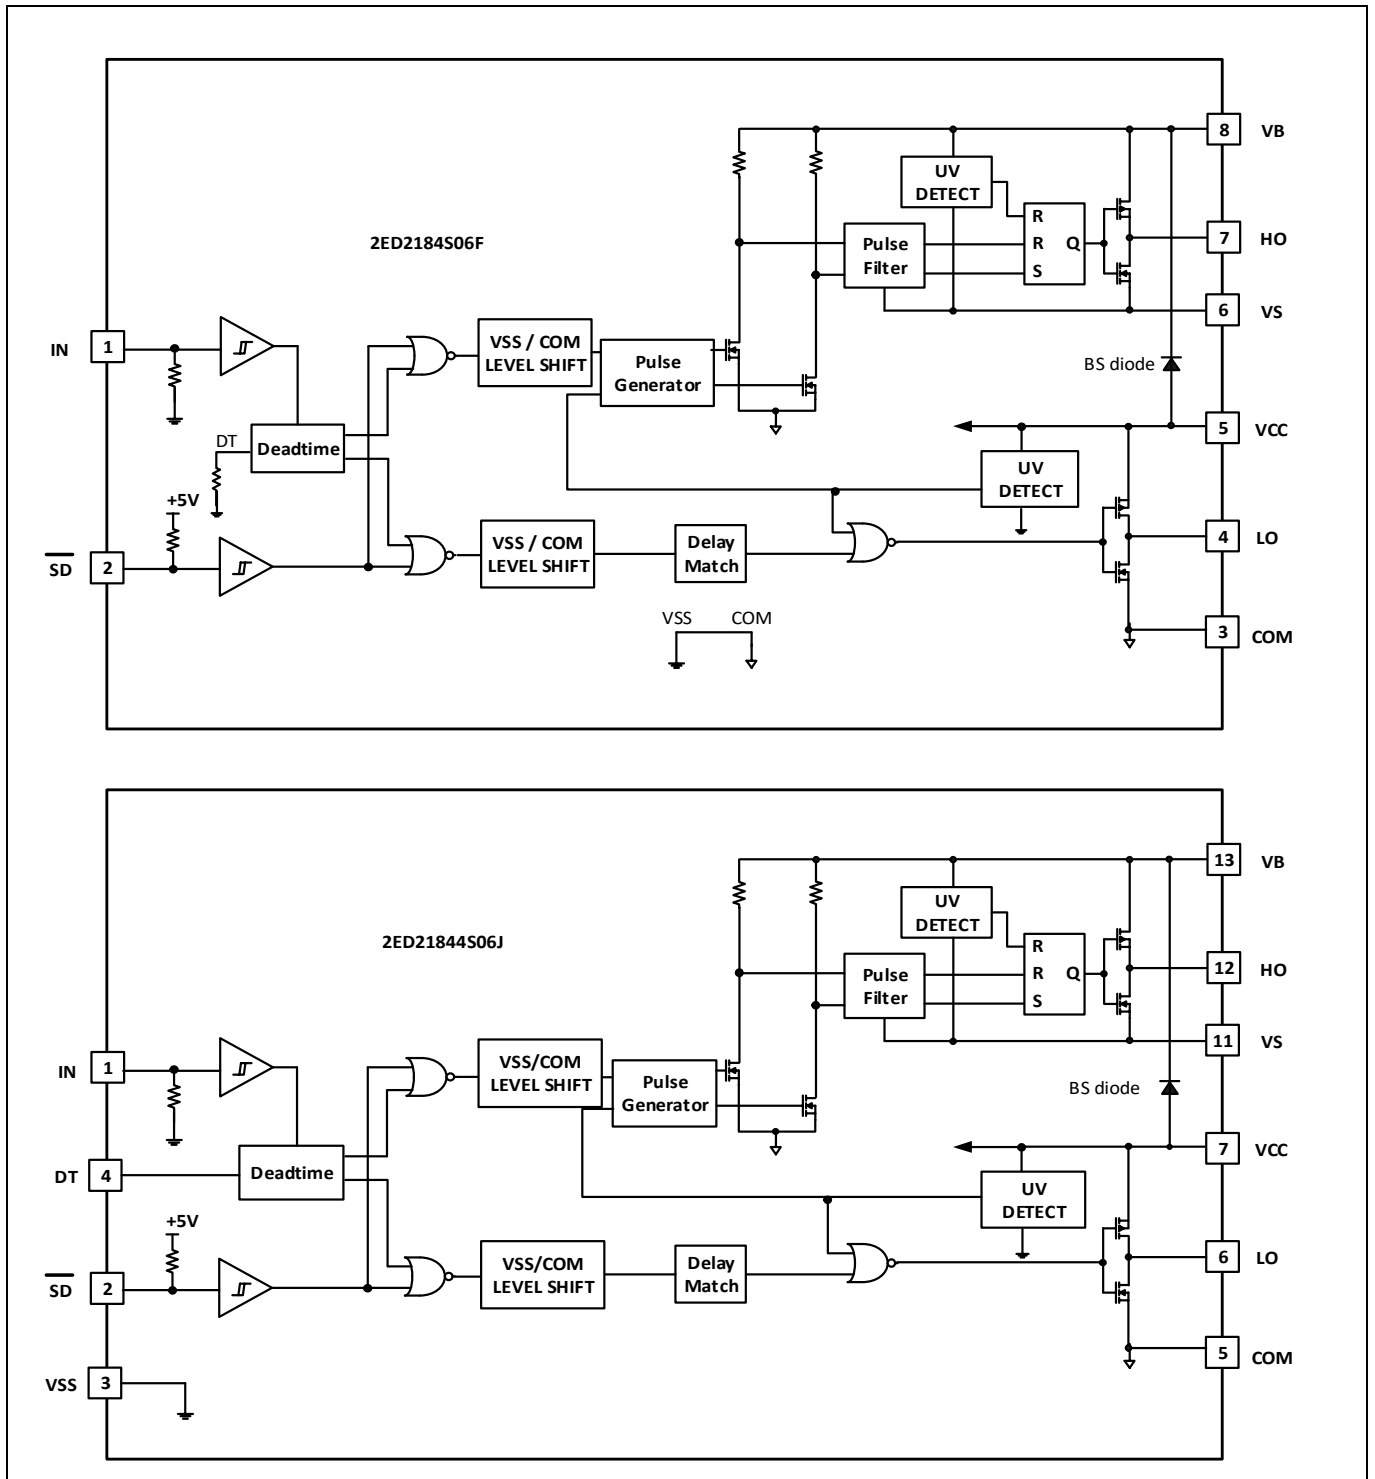 8 VB
UV
DETECT
R
2ED2184S06F
Pulse
Filter
R Q
S
7 HO
6 VS
IN 1
VSS / COM
LEVEL SHIFT
Pulse
Generator
BS diode
DT
Deadtime
5 VCC
UV
DETECT
+5V
SD 2
VSS / COM
LEVEL SHIFT
Delay
Match
4 LO
VSS COM
3 COM
13 VB
UV
DETECT
2ED21844S06J
R
Pulse
Filter
R Q
S
12 HO
11 VS
IN 1
VSS/COM
LEVEL SHIFT
Pulse
Generator
BS diode
DT 4
Deadtime
7 VCC
UV
DETECT
+5V
SD 2
VSS/COM
LEVEL SHIFT
Delay
Match
6 LO
VSS 3
5 COM